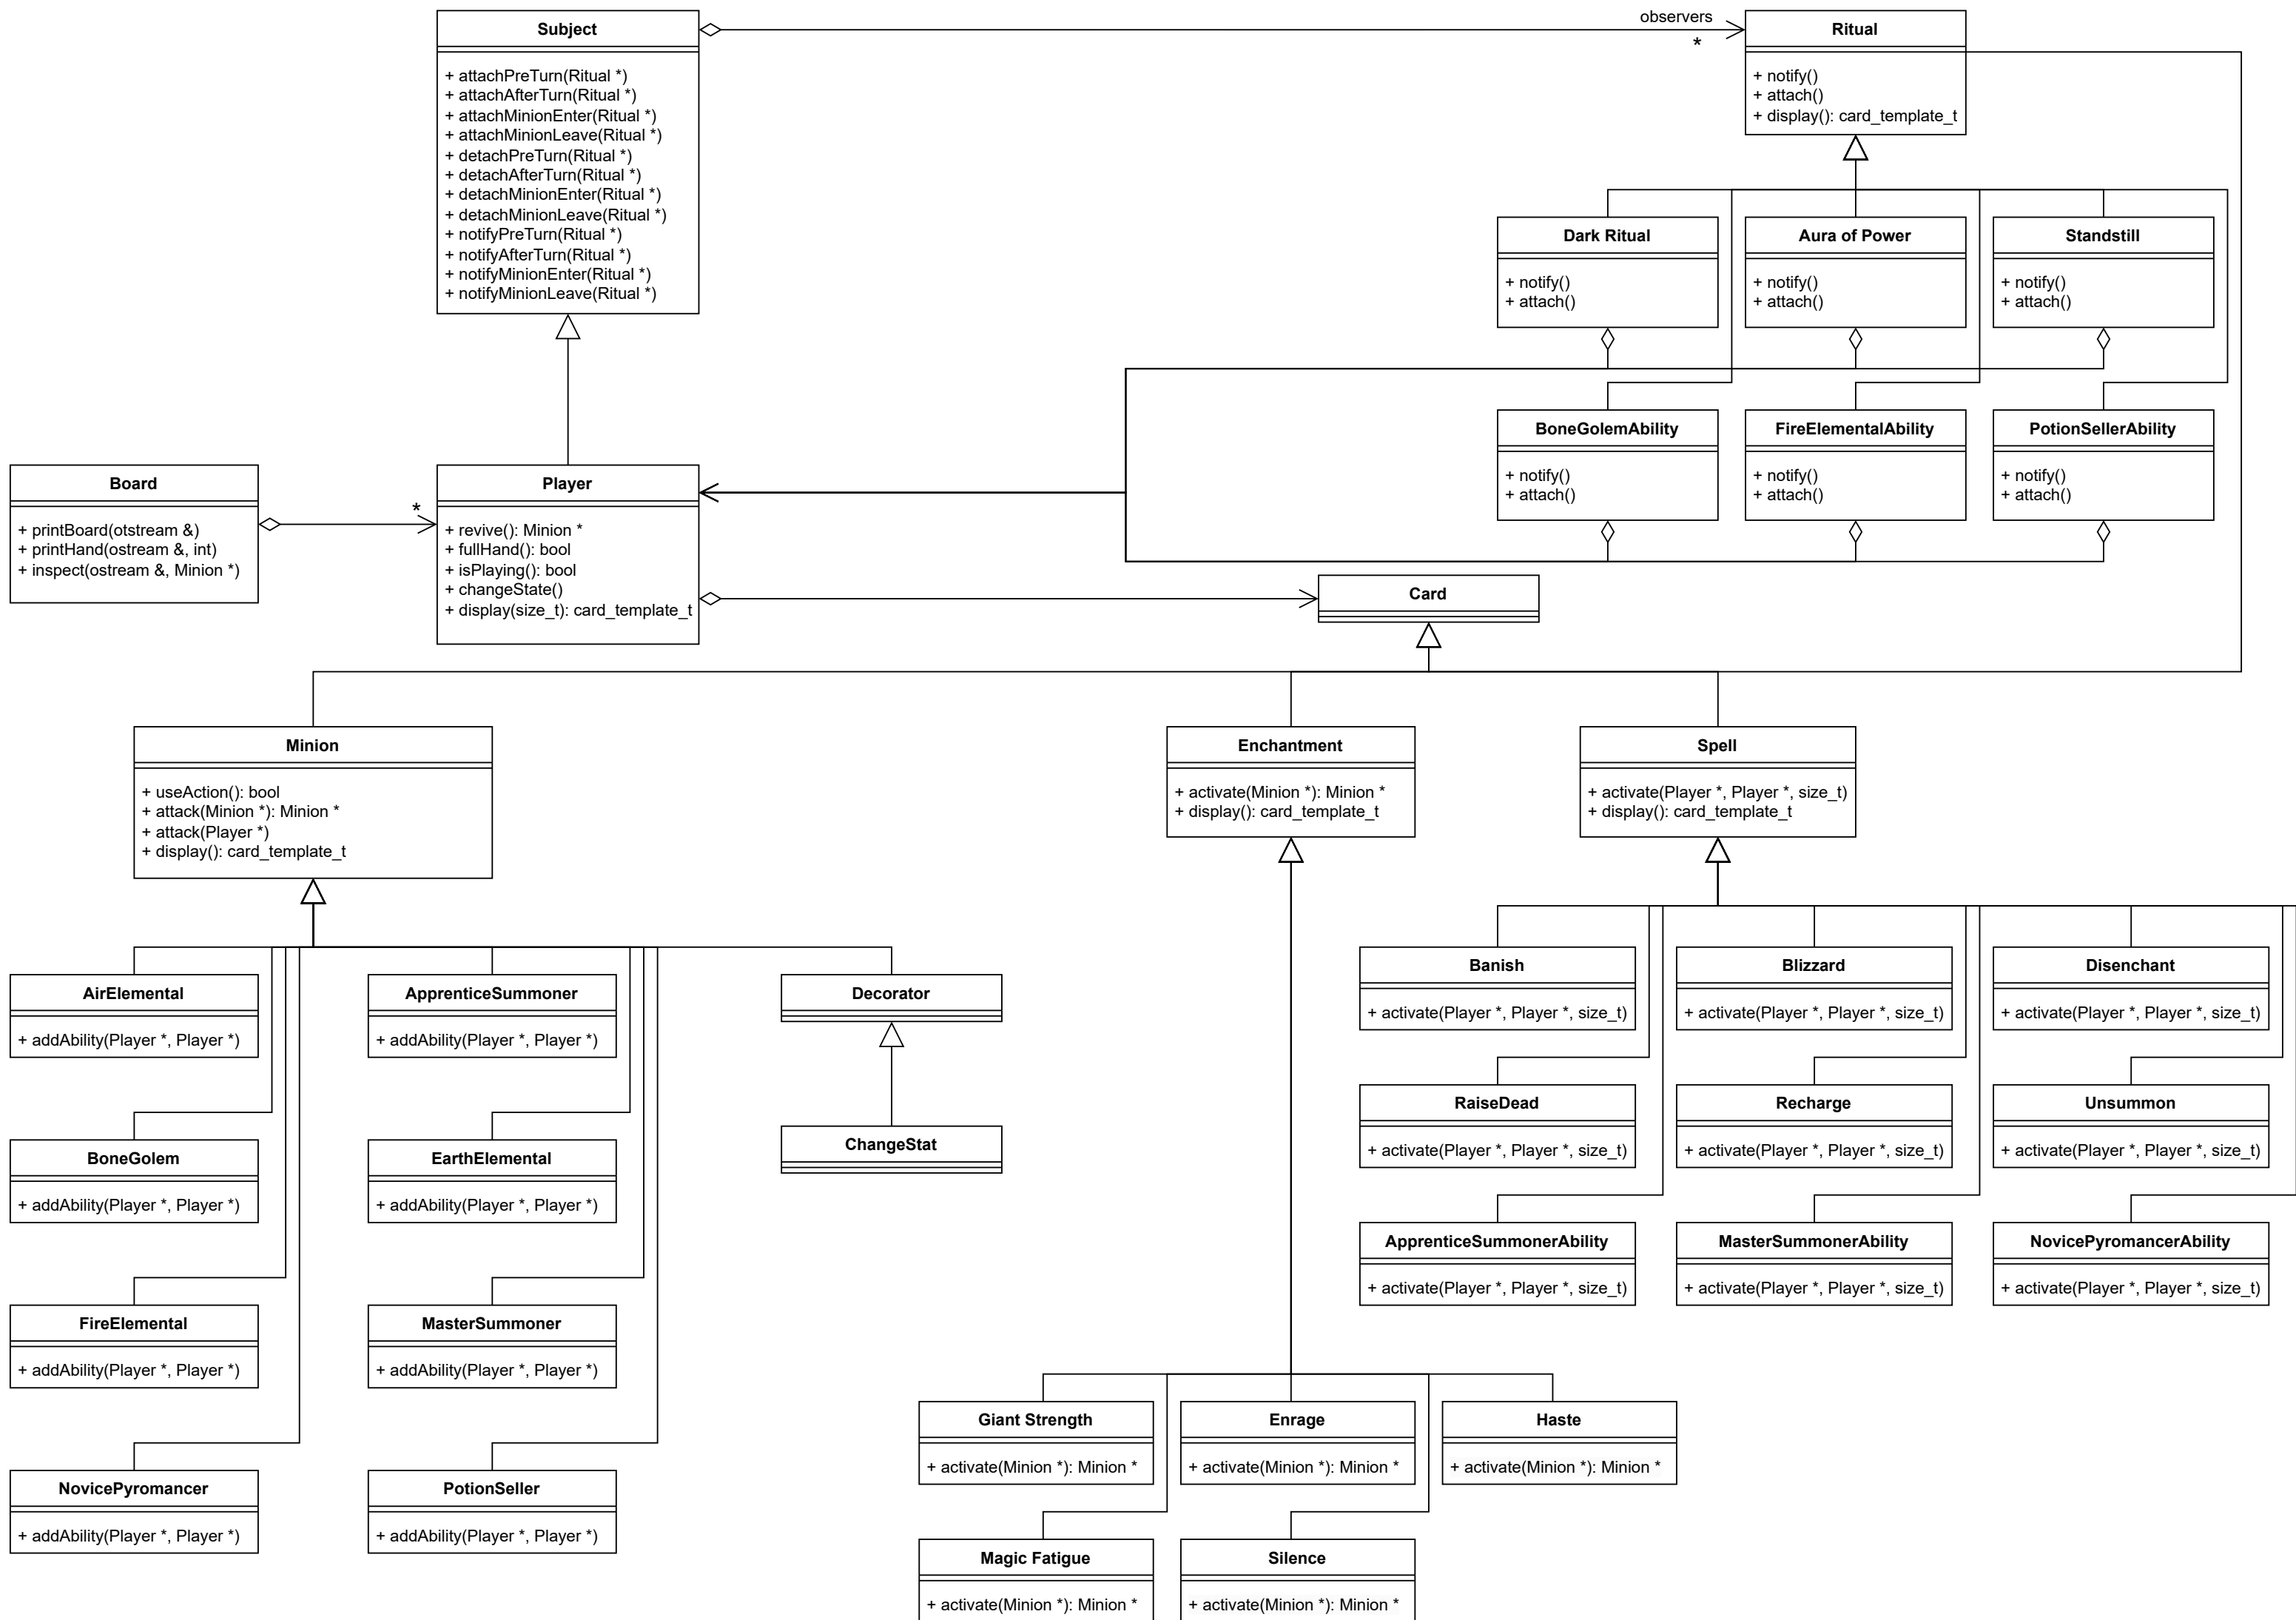 Subject
+ attachPreTurn(Ritual *)
+ attachAfterTurn(Ritual *)
+ attachMinionEnter(Ritual *)
+ attachMinionLeave(Ritual *)
+ detachPreTurn(Ritual *)
+ detachAfterTurn(Ritual *)
+ detachMinionEnter(Ritual *)
+ detachMinionLeave(Ritual *)
+ notifyPreTurn(Ritual *)
+ notifyAfterTurn(Ritual *)
+ notifyMinionEnter(Ritual *)
+ notifyMinionLeave(Ritual *)
observers
*
Ritual
+ notify()
+ attach()
+ display(): card_template_t
Dark Ritual
+ notify()
+ attach()
Aura of Power
+ notify()
+ attach()
Standstill
+ notify()
+ attach()
BoneGolemAbility
+ notify()
+ attach()
FireElementalAbility
+ notify()
+ attach()
PotionSellerAbility
+ notify()
+ attach()
Board
+ printBoard(otstream &)
+ printHand(ostream &, int)
+ inspect(ostream &, Minion *)
*
Player
+ revive(): Minion *
+ fullHand(): bool
+ isPlaying(): bool
+ changeState()
+ display(size_t): card_template_t
Card
Minion
+ useAction(): bool
+ attack(Minion *): Minion *
+ attack(Player *)
+ display(): card_template_t
Enchantment
+ activate(Minion *): Minion *
+ display(): card_template_t
Spell
+ activate(Player *, Player *, size_t)
+ display(): card_template_t
AirElemental
+ addAbility(Player *, Player *)
ApprenticeSummoner
+ addAbility(Player *, Player *)
Decorator
BoneGolem
+ addAbility(Player *, Player *)
EarthElemental
+ addAbility(Player *, Player *)
ChangeStat
FireElemental
+ addAbility(Player *, Player *)
MasterSummoner
+ addAbility(Player *, Player *)
NovicePyromancer
+ addAbility(Player *, Player *)
PotionSeller
+ addAbility(Player *, Player *)
Banish
+ activate(Player *, Player *, size_t)
Blizzard
+ activate(Player *, Player *, size_t)
Disenchant
+ activate(Player *, Player *, size_t)
RaiseDead
+ activate(Player *, Player *, size_t)
Recharge
+ activate(Player *, Player *, size_t)
Unsummon
+ activate(Player *, Player *, size_t)
ApprenticeSummonerAbility
+ activate(Player *, Player *, size_t)
MasterSummonerAbility
+ activate(Player *, Player *, size_t)
NovicePyromancerAbility
+ activate(Player *, Player *, size_t)
Giant Strength
+ activate(Minion *): Minion *
Enrage
+ activate(Minion *): Minion *
Haste
+ activate(Minion *): Minion *
Magic Fatigue
+ activate(Minion *): Minion *
Silence
+ activate(Minion *): Minion *